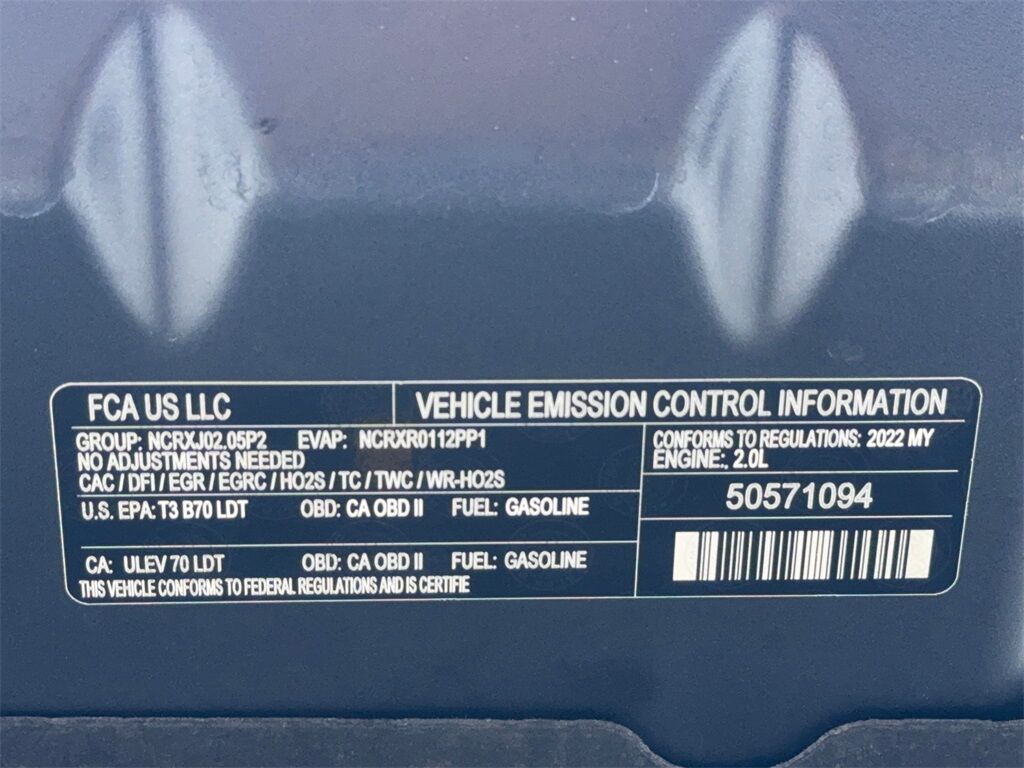 FCA US LLC
VEHICLE EMISSION CONTROL INFORMATION
GROUP: NCRXJ02.05P2 EVAP: NCRXR0112PP1
NO ADJUSTMENTS NEEDED
CAC / DFI / EGR / EGRC / HO2S / TC / TWC / WR-HO2S
U.S. EPA: T3 B70 LDT OBD: CA OBD II FUEL: GASOLINE
CA: ULEV 70 LDT OBD: CA OBD II FUEL: GASOLINE
THIS VEHICLE CONFORMS TO FEDERAL REGULATIONS AND IS CERTIFIE
CONFORMS TO REGULATIONS: 2022 MY
ENGINE:, 2.0L
50571094